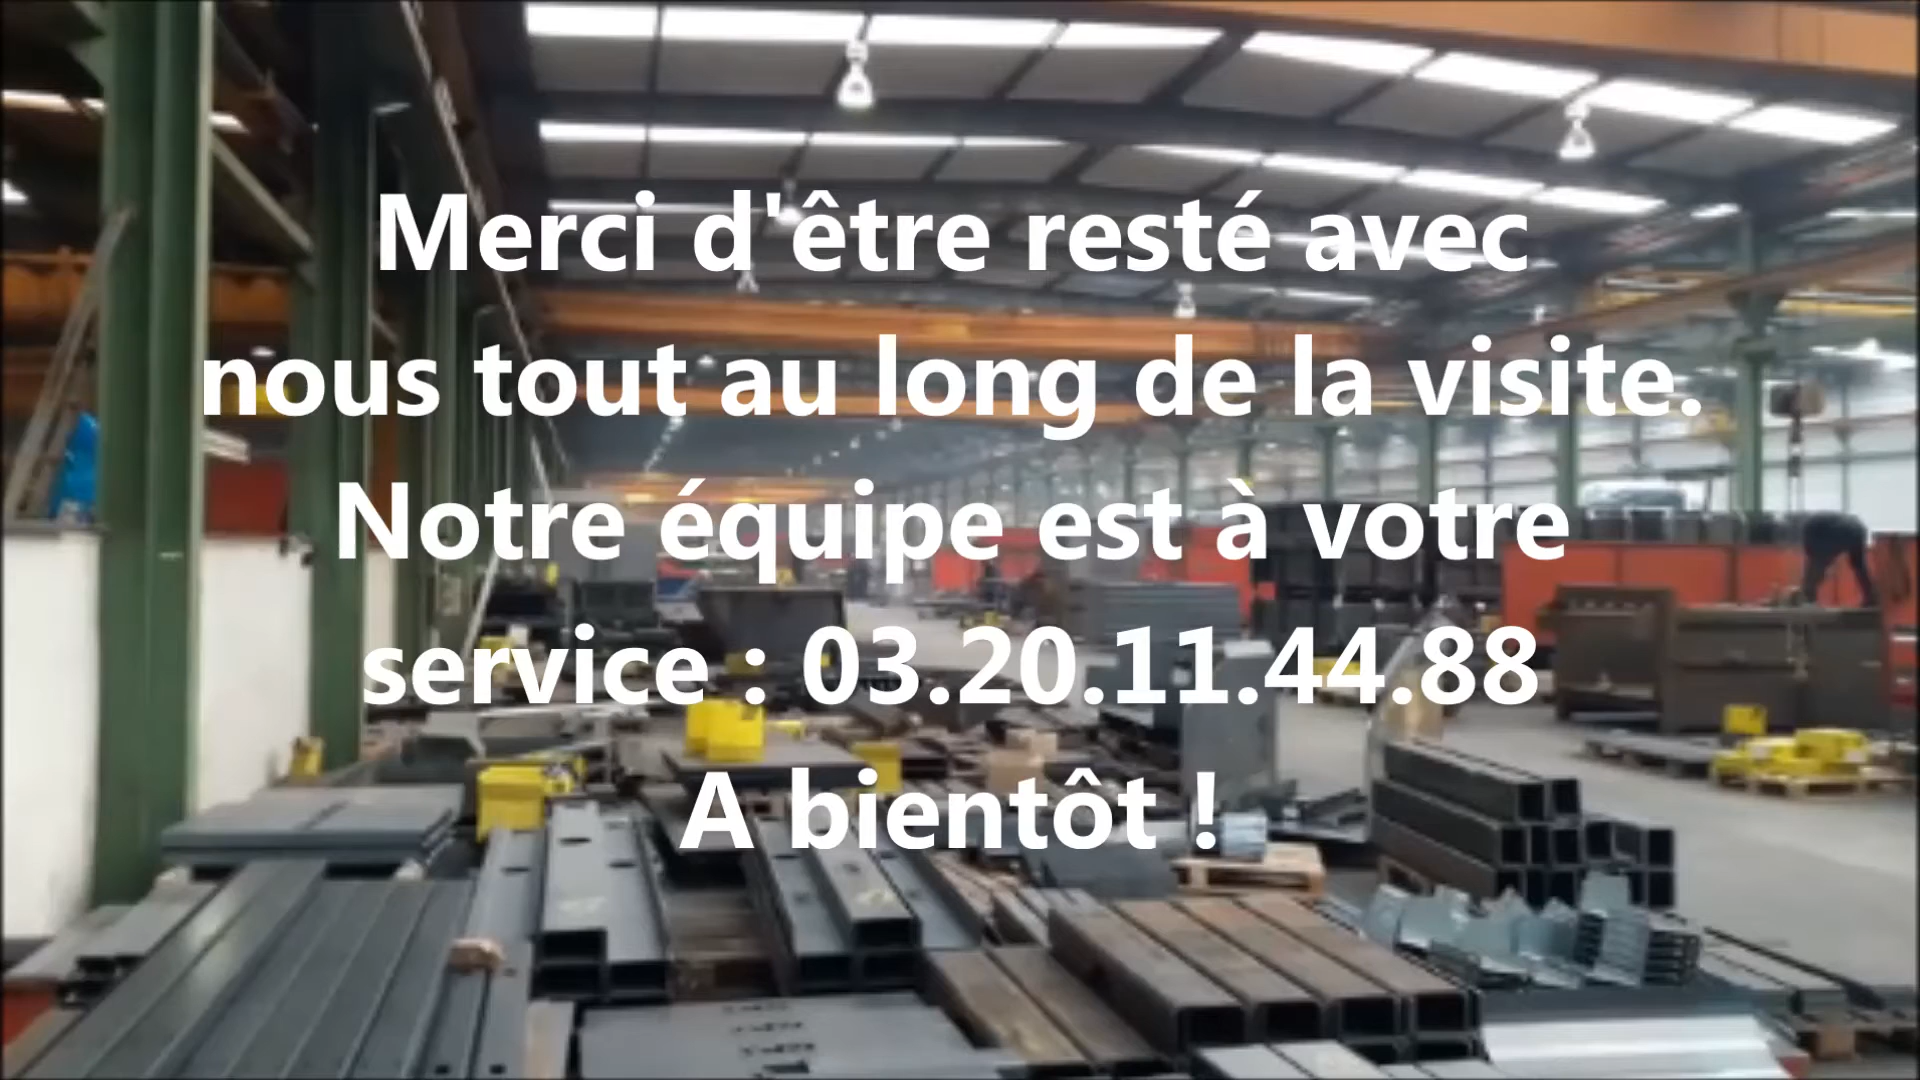 Merci d'être resté avec
nous tout au long de la visite.
Notre équipe est à votre
service : 03.20.11.44.88
A bientôt !